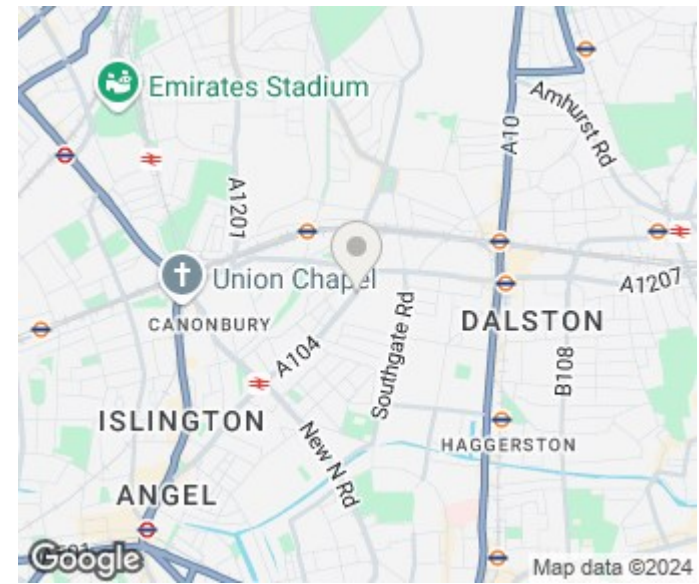 Emirates Stadium
Amhurst Rd
A10
A1201
Union Chapel
A1207
CANONBURY
DALSTON
A104
Southgate Rd
B108
ISLINGTON
HAGGERSTON
New N Rd
ANGEL
Google
Map data ©2024